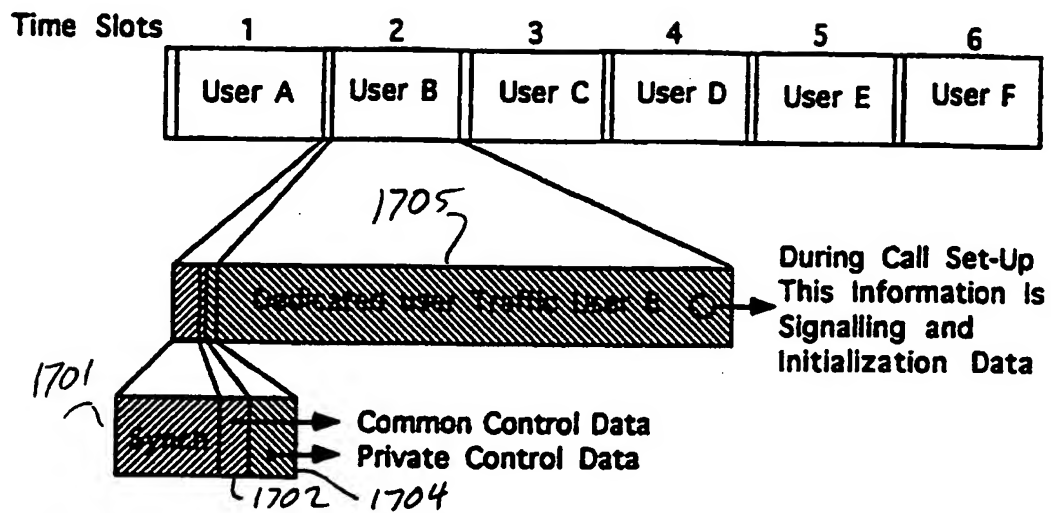 Time Slots 1 2 3 4 5 6
User A User B User C User D User E User F
1705
Dedicated user Traffic User B
During Call Set-Up
This Information Is
Signalling and
Initialization Data
1701
Synch
Common Control Data
Private Control Data
1702 1704